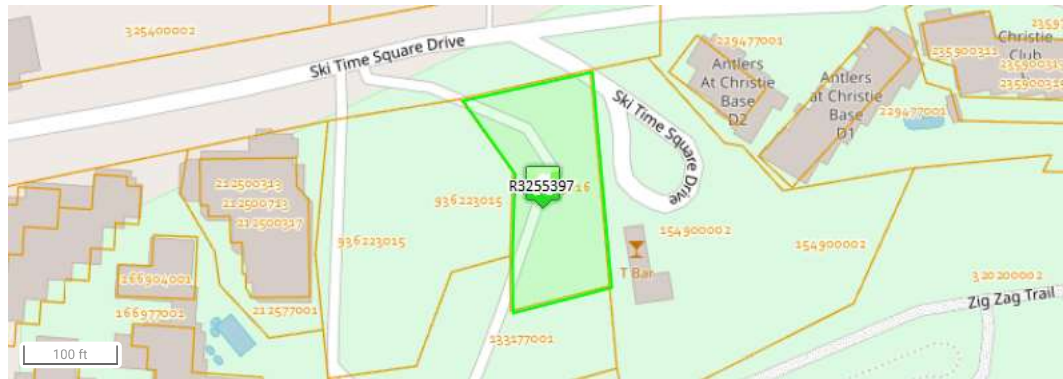 325400002
Ski Time Square Drive
229477001
Antlers
At Christie
Base
D2
Antlers
at Christie
Base
D1
229477001
Christie
Club
235900311
Ski Time Square Drive
R3255397
16
936223015
936223015
212500313
212500713
212500317
166904001
166977001
212577001
154900002
154900002
T Bar
320200002
Zig Zag Trail
133177001
100 ft